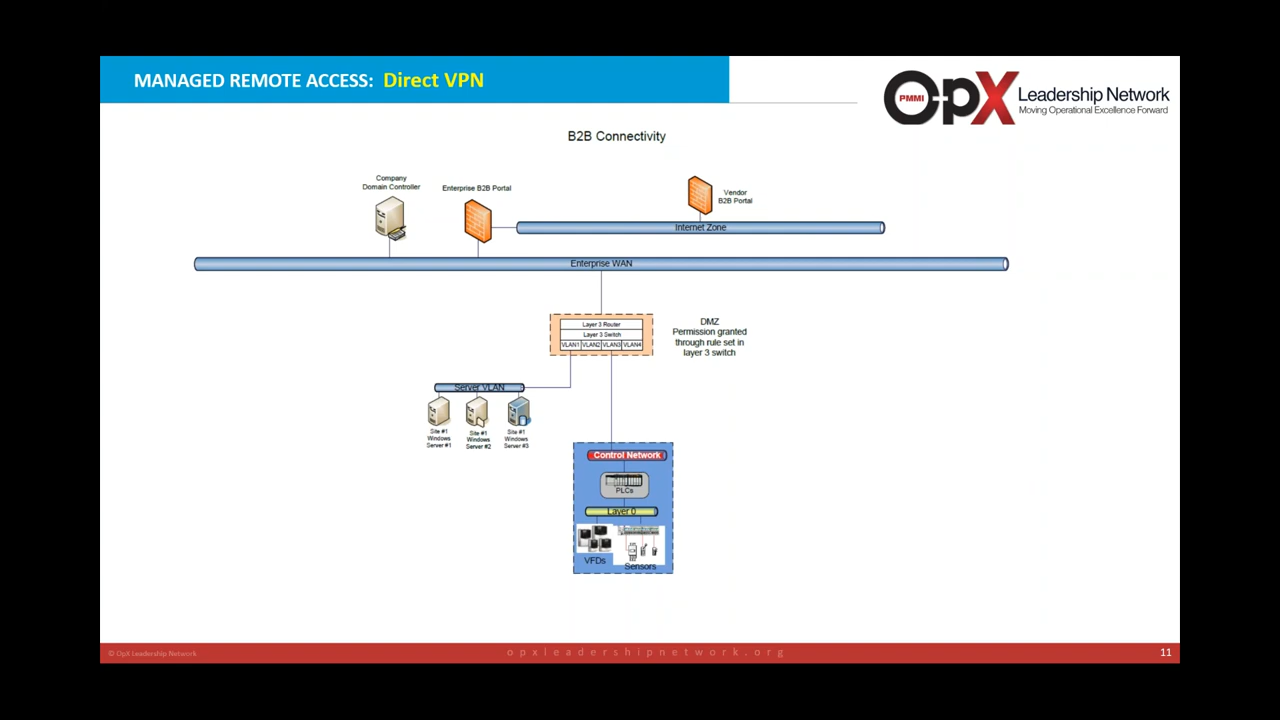 MANAGED REMOTE ACCESS: Direct VPN
PMMI
OpX
Leadership Network
Moving Operational Excellence Forward
B2B Connectivity
Company
Domain Controller
Enterprise B2B Portal
Vendor
B2B Portal
Internet Zone
Enterprise WAN
Layer 3 Router
Layer 3 Switch
VLAN1 VLAN2 VLAN3 VLAN4
DMZ
Permission granted
through rule set in
layer 3 switch
Server VLAN
Site #1
Windows
Server #1
Site #1
Windows
Server #2
Site #1
Windows
Server #3
Control Network
PLCs
Layer 0
VFDs
Sensors
© OpX Leadership Network
opxleadershipnetwork.org
11